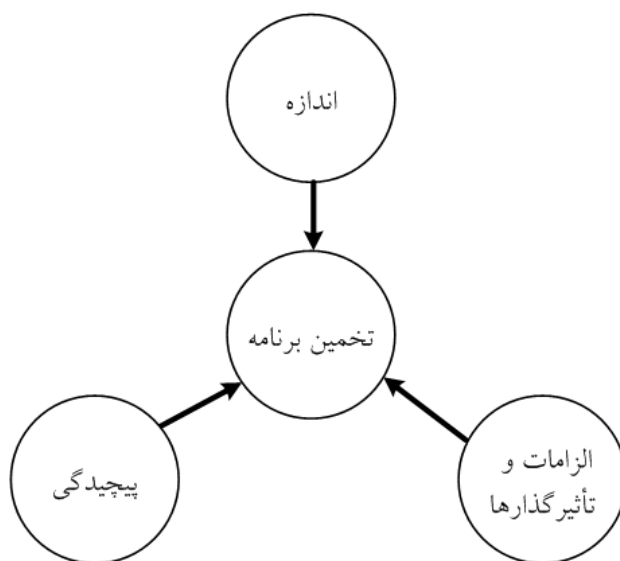 اندازه
تخمین برنامه
پیچیدگی
الزامات و
تأثیرگذارها